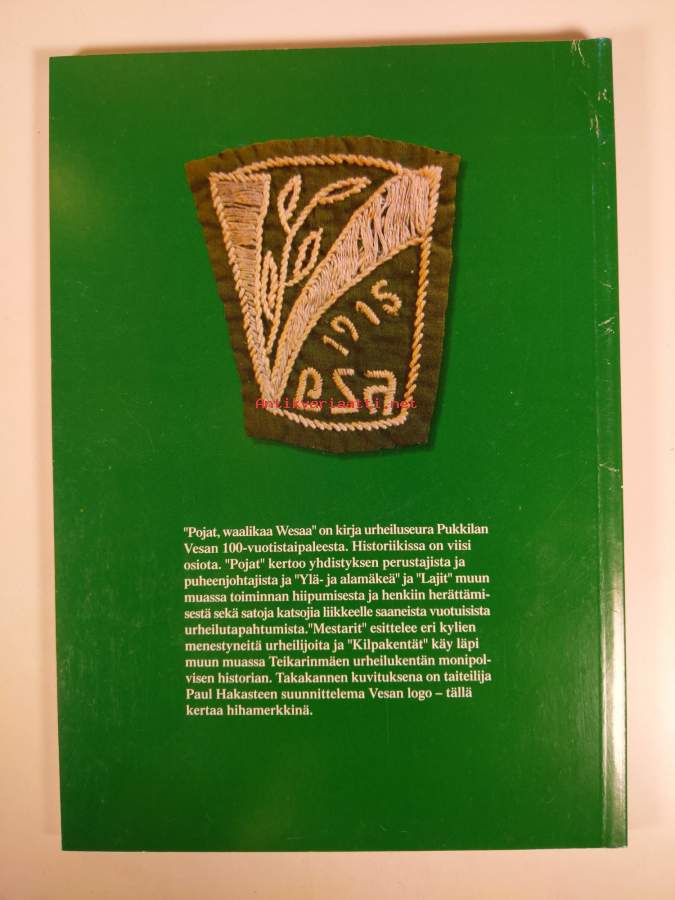 1915
Antikvariaatti.net
"Pojat, waalikaa Wesaa" on kirja urheiluseura Pukkilan
Vesan 100-vuotistaipaleesta. Historiikissa on viisi
osiota. "Pojat" kertoo yhdistyksen perustajista ja
puheenjohtajista ja "Ylä- ja alamäkeä" ja "Lajit" muun
muassa toiminnan hiipumisesta ja henkiin herättämi-
sestä sekä satoja katsojia liikkeelle saaneista vuotuisista
urheilutapahtumista."Mestarit" esittelee eri kylien
menestyneitä urheilijoita ja "Kilpakentät" käy läpi
muun muassa Teikarinmäen urheilukentän monipol-
visen historian. Takakannen kuvituksena on taiteilija
Paul Hakasteen suunnittelema Vesan logo – tällä
kertaa hihamerkkinä.